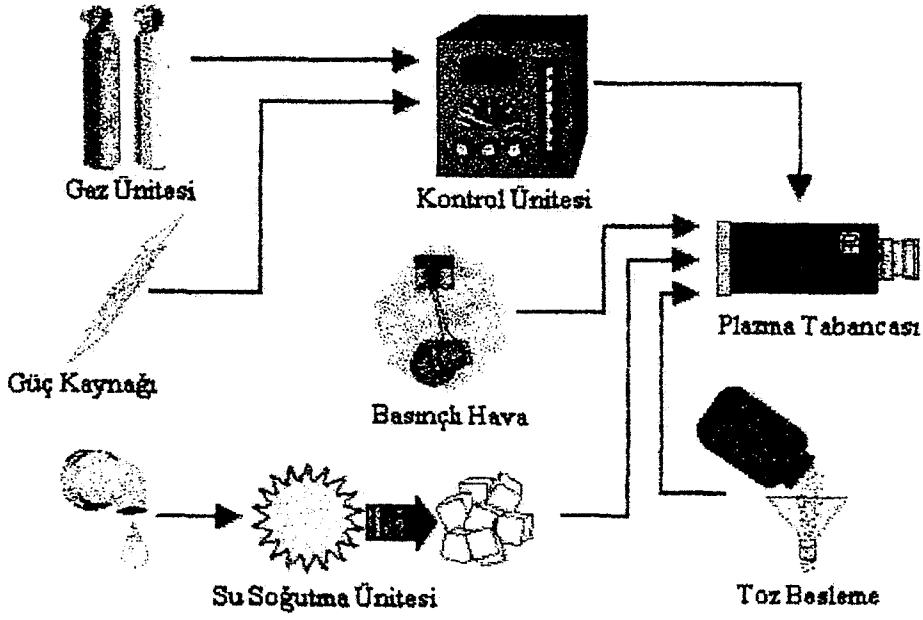 Gaz Ünitesi
Kontrol Ünitesi
Plazma Tabancası
Güç Kaynağı
Basınçlı Hava
Su Soğutma Ünitesi
Toz Besleme